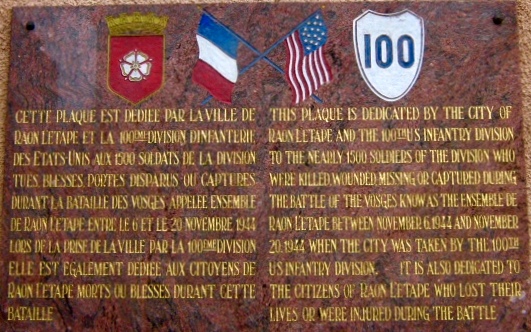 100
CETTE PLAQUE EST DEDIEE PAR LA VILLE DE
RAON L'ETAPE ET LA 100EME DIVISION D'INFANTERIE
DES ETATS UNIS AUX 1500 SOLDATS DE LA DIVISION
TUES, BLESSES, PORTES DISPARUS OU CAPTURES
DURANT LA BATAILLE DES VOSGES, APPELEE ENSEMBLE
DE RAON L'ETAPE ENTRE LE 6 ET LE 20 NOVEMBRE 1944
LORS DE LA PRISE DE LA VILLE PAR LA 100EME DIVISION
ELLE EST EGALEMENT DEDIEE AUX CITOYENS DE
RAON L'ETAPE MORTS OU BLESSES DURANT CETTE
BATAILLE
THIS PLAQUE IS DEDICATED BY THE CITY OF
RAON L'ETAPE AND THE 100TH US INFANTRY DIVISION
TO THE NEARLY 1500 SOLDIERS OF THE DIVISION WHO
WERE KILLED, WOUNDED, MISSING OR CAPTURED DURING
THE BATTLE OF THE VOSGES KNOW AS THE ENSEMBLE DE
RAON L'ETAPE BETWEEN NOVEMBER 6, 1944 AND NOVEMBER
20, 1944 WHEN THE CITY WAS TAKEN BY THE 100TH
US INFANTRY DIVISION. IT IS ALSO DEDICATED TO
THE CITIZENS OF RAON L'ETAPE WHO LOST THEIR
LIVES OR WERE INJURED DURING THE BATTLE